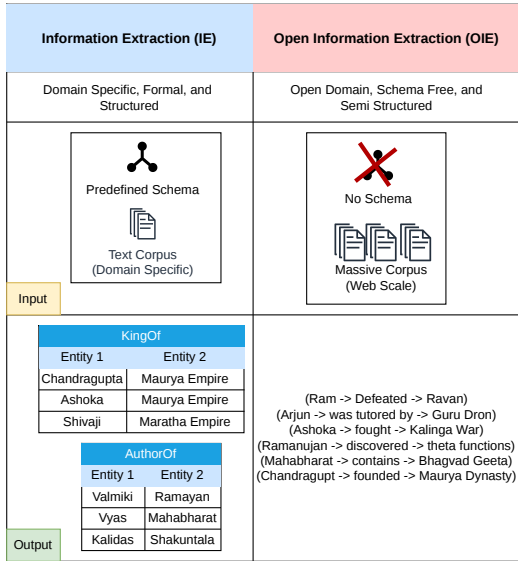 Information Extraction (IE)
Open Information Extraction (OIE)
Domain Specific, Formal, and
Structured
Open Domain, Schema Free, and
Semi Structured
Predefined Schema
Text Corpus
(Domain Specific)
No Schema
Massive Corpus
(Web Scale)
Input
KingOf
Entity 1 Entity 2
Chandragupta Maurya Empire
Ashoka Maurya Empire
Shivaji Maratha Empire
AuthorOf
Entity 1 Entity 2
Valmiki Ramayan
Vyas Mahabharat
Kalidas Shakuntala
(Ram -> Defeated -> Ravan)
(Arjun -> was tutored by -> Guru Dron)
(Ashoka -> fought -> Kalinga War)
(Ramanujan -> discovered -> theta functions)
(Mahabharat -> contains -> Bhagvad Geeta)
(Chandragupt -> founded -> Maurya Dynasty)
Output